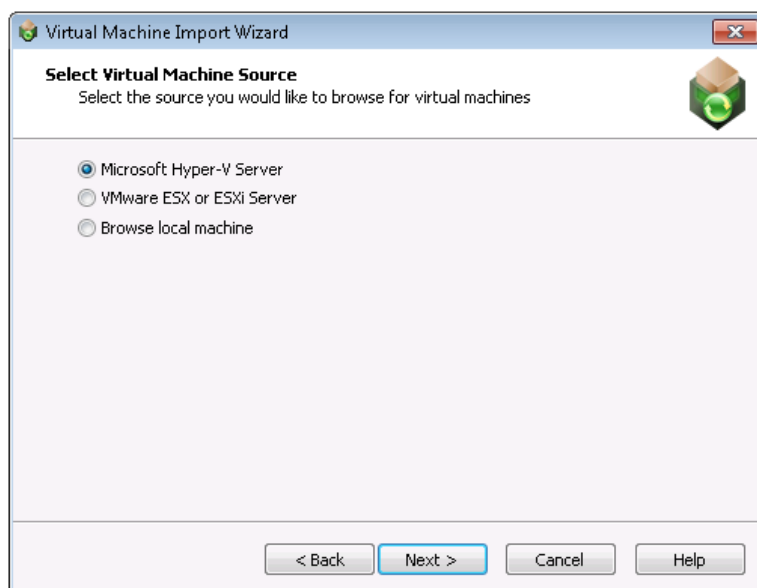 Virtual Machine Import Wizard
Select Virtual Machine Source
Select the source you would like to browse for virtual machines
Microsoft Hyper-V Server
VMware ESX or ESXi Server
Browse local machine
< Back Next > Cancel Help